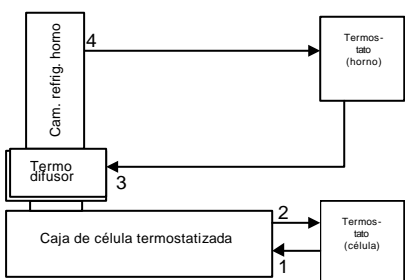 Cam. refrig. horno
4
Termos-
tato
(horno)
Termo
difusor
3
2
Caja de célula termostatizada
1
Termos-
tato
(célula)